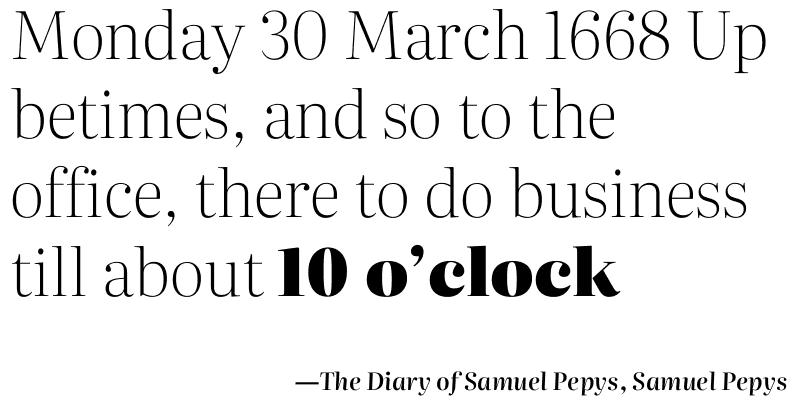 Monday 30 March 1668 Up
betimes, and so to the
office, there to do business
till about 10 o’clock
—The Diary of Samuel Pepys, Samuel Pepys